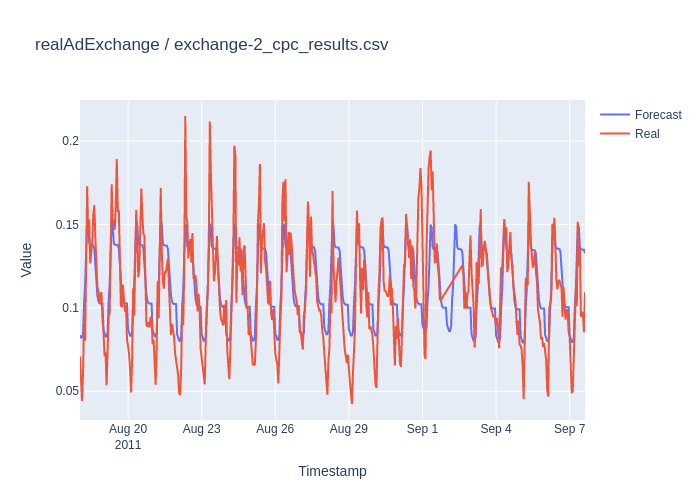 realAdExchange / exchange-2_cpc_results.csv
Forecast
Real
0.2
0.15
0.1
0.05
Value
Aug 20
2011
Aug 23
Aug 26
Aug 29
Sep 1
Sep 4
Sep 7
Timestamp